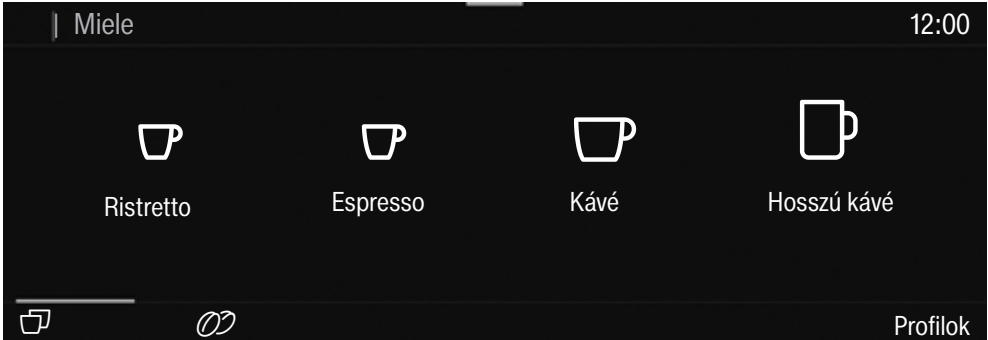 Miele
12:00
Ristretto
Espresso
Kávé
Hosszú kávé
Profilok